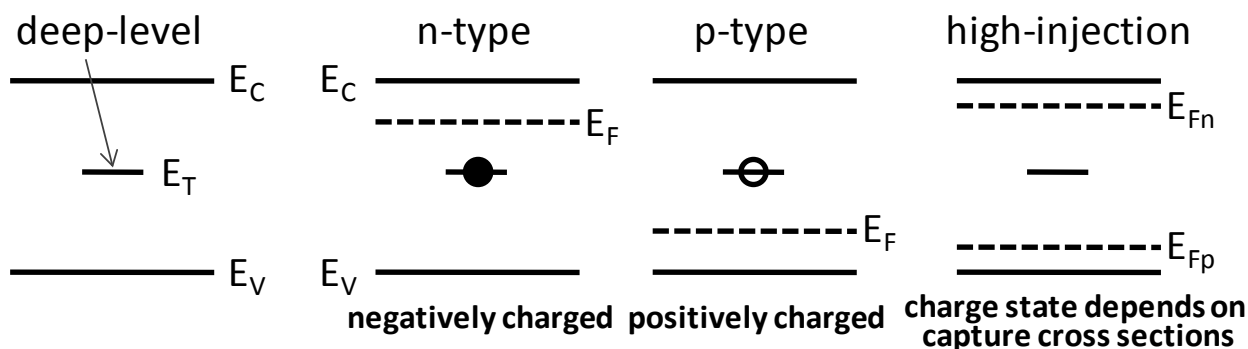 deep-level
n-type
p-type
high-injection
E_C
E_C
E_F
E_Fn
E_T
E_F
E_Fp
E_V
E_V
negatively charged
positively charged
charge state depends on
capture cross sections